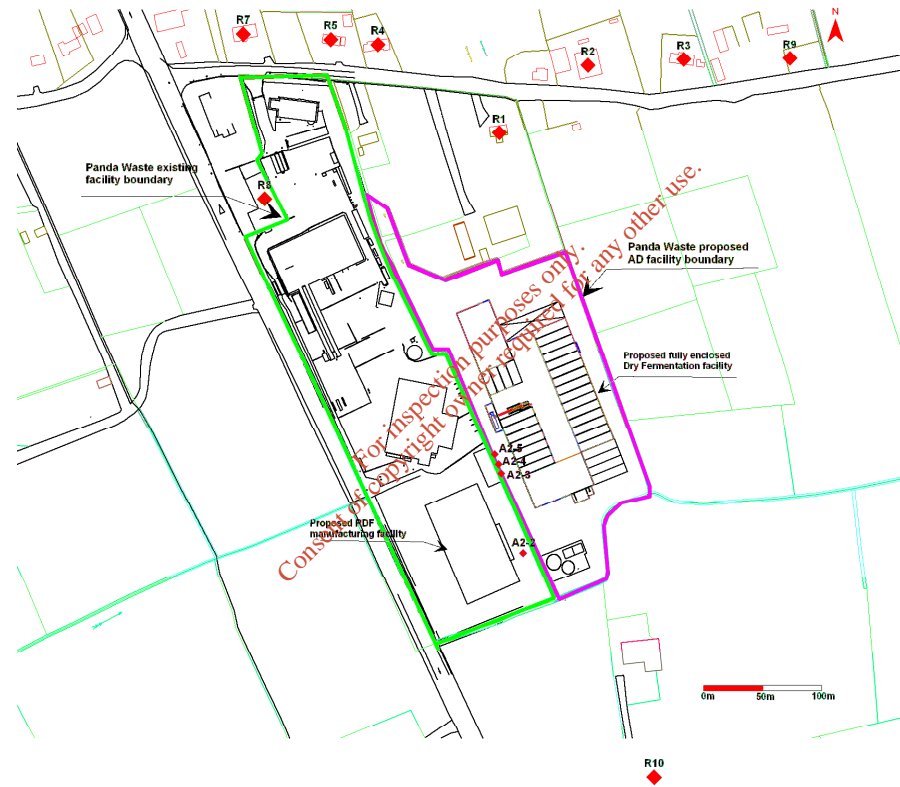 R7
R5
R4
R2
R3
R9
N
R1
Panda Waste existing
facility boundary
R8
Panda Waste proposed
AD facility boundary
Proposed fully enclosed
Dry Fermentation facility
For inspection purposes only.
Consent of copyright owner required for any other use.
A2-5
A2-4
A2-3
A2-2
Proposed RDF
manufacturing facility
0m 50m 100m
R10